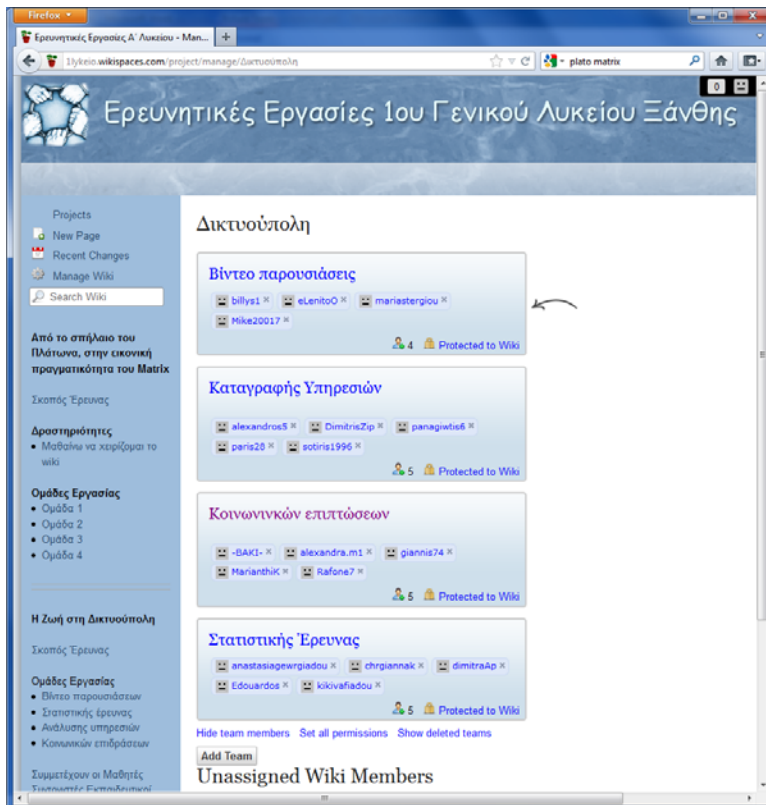 Firefox
Ερευνητικές Εργασίες Α΄ Λυκείου - Man...
1lykeio.wikispaces.com/project/manage/Δικτυούπολη
plato matrix
0
Ερευνητικές Εργασίες 1ου Γενικού Λυκείου Ξάνθης
Projects
New Page
Recent Changes
Manage Wiki
Search Wiki
Από το σπήλαιο του
Πλάτωνα, στην εικονική
πραγματικότητα του Matrix
Σκοπός Έρευνας
Δραστηριότητες
Μαθαίνω να χειρίζομαι το
wiki
Ομάδες Εργασίας
Ομάδα 1
Ομάδα 2
Ομάδα 3
Ομάδα 4
Η Ζωή στη Δικτυούπολη
Σκοπός Έρευνας
Ομάδες Εργασίας
Βίντεο παρουσιάσεων
Στατιστικής έρευνας
Ανάλυσης υπηρεσιών
Κοινωνικών επιδράσεων
Συμμετέχουν οι Μαθητές
Δικτυούπολη
Βίντεο παρουσιάσεις
billys1 × eLenitoO × mariastergiou ×
Mike20017 ×
4 Protected to Wiki
Καταγραφής Υπηρεσιών
alexandros5 × DimitrisZip × panagiwtis6 ×
paris28 × sotiris1996 ×
5 Protected to Wiki
Κοινωνινκών επιπτώσεων
-BAKI- × alexandra.m1 × giannis74 ×
MarianthiK × Rafone7 ×
5 Protected to Wiki
Στατιστικής Έρευνας
anastasiagewrgiadou × chrgiannak × dimitraAp ×
Edouardos × kikivafiadou ×
5 Protected to Wiki
Hide team members Set all permissions Show deleted teams
Add Team
Unassigned Wiki Members